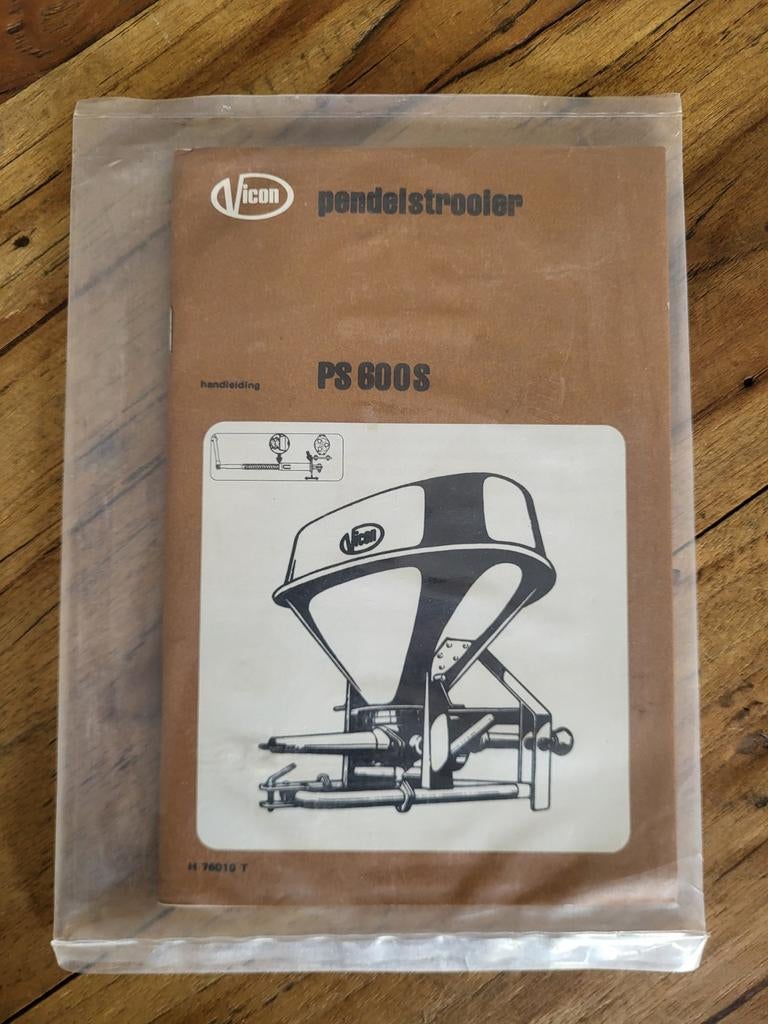 Vicon
pendelstrooier
handleiding
PS 600S
Vicon
H 76010 T